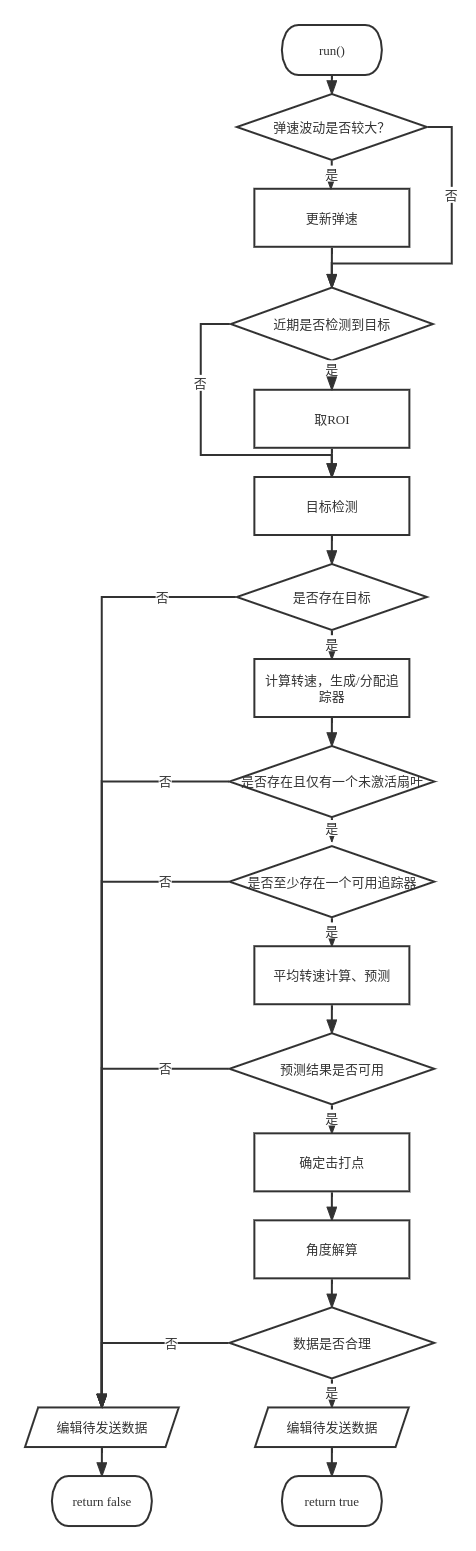 run()
弹速波动是否较大?
是
否
更新弹速
近期是否检测到目标
是
否
取ROI
目标检测
是否存在目标
否
是
计算转速，生成/分配追
踪器
是否存在且仅有一个未激活扇叶
否
是
是否至少存在一个可用追踪器
否
是
平均转速计算、预测
预测结果是否可用
否
是
确定击打点
角度解算
数据是否合理
否
是
编辑待发送数据
编辑待发送数据
return false
return true